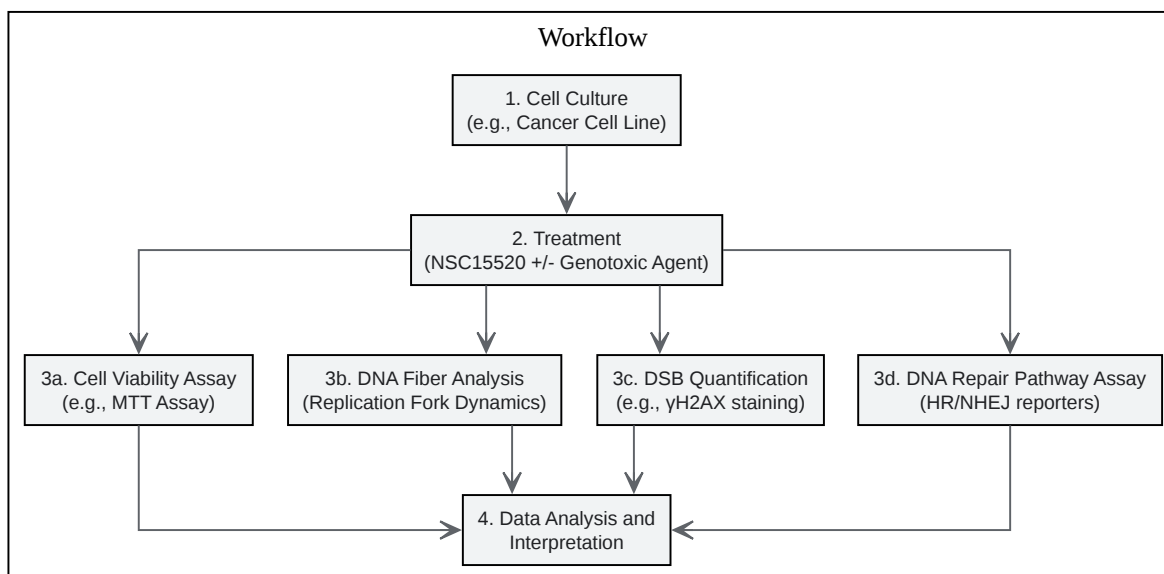 Workflow
1. Cell Culture
(e.g., Cancer Cell Line)
2. Treatment
(NSC15520 +/- Genotoxic Agent)
3a. Cell Viability Assay
(e.g., MTT Assay)
3b. DNA Fiber Analysis
(Replication Fork Dynamics)
3c. DSB Quantification
(e.g., γH2AX staining)
3d. DNA Repair Pathway Assay
(HR/NHEJ reporters)
4. Data Analysis and
Interpretation